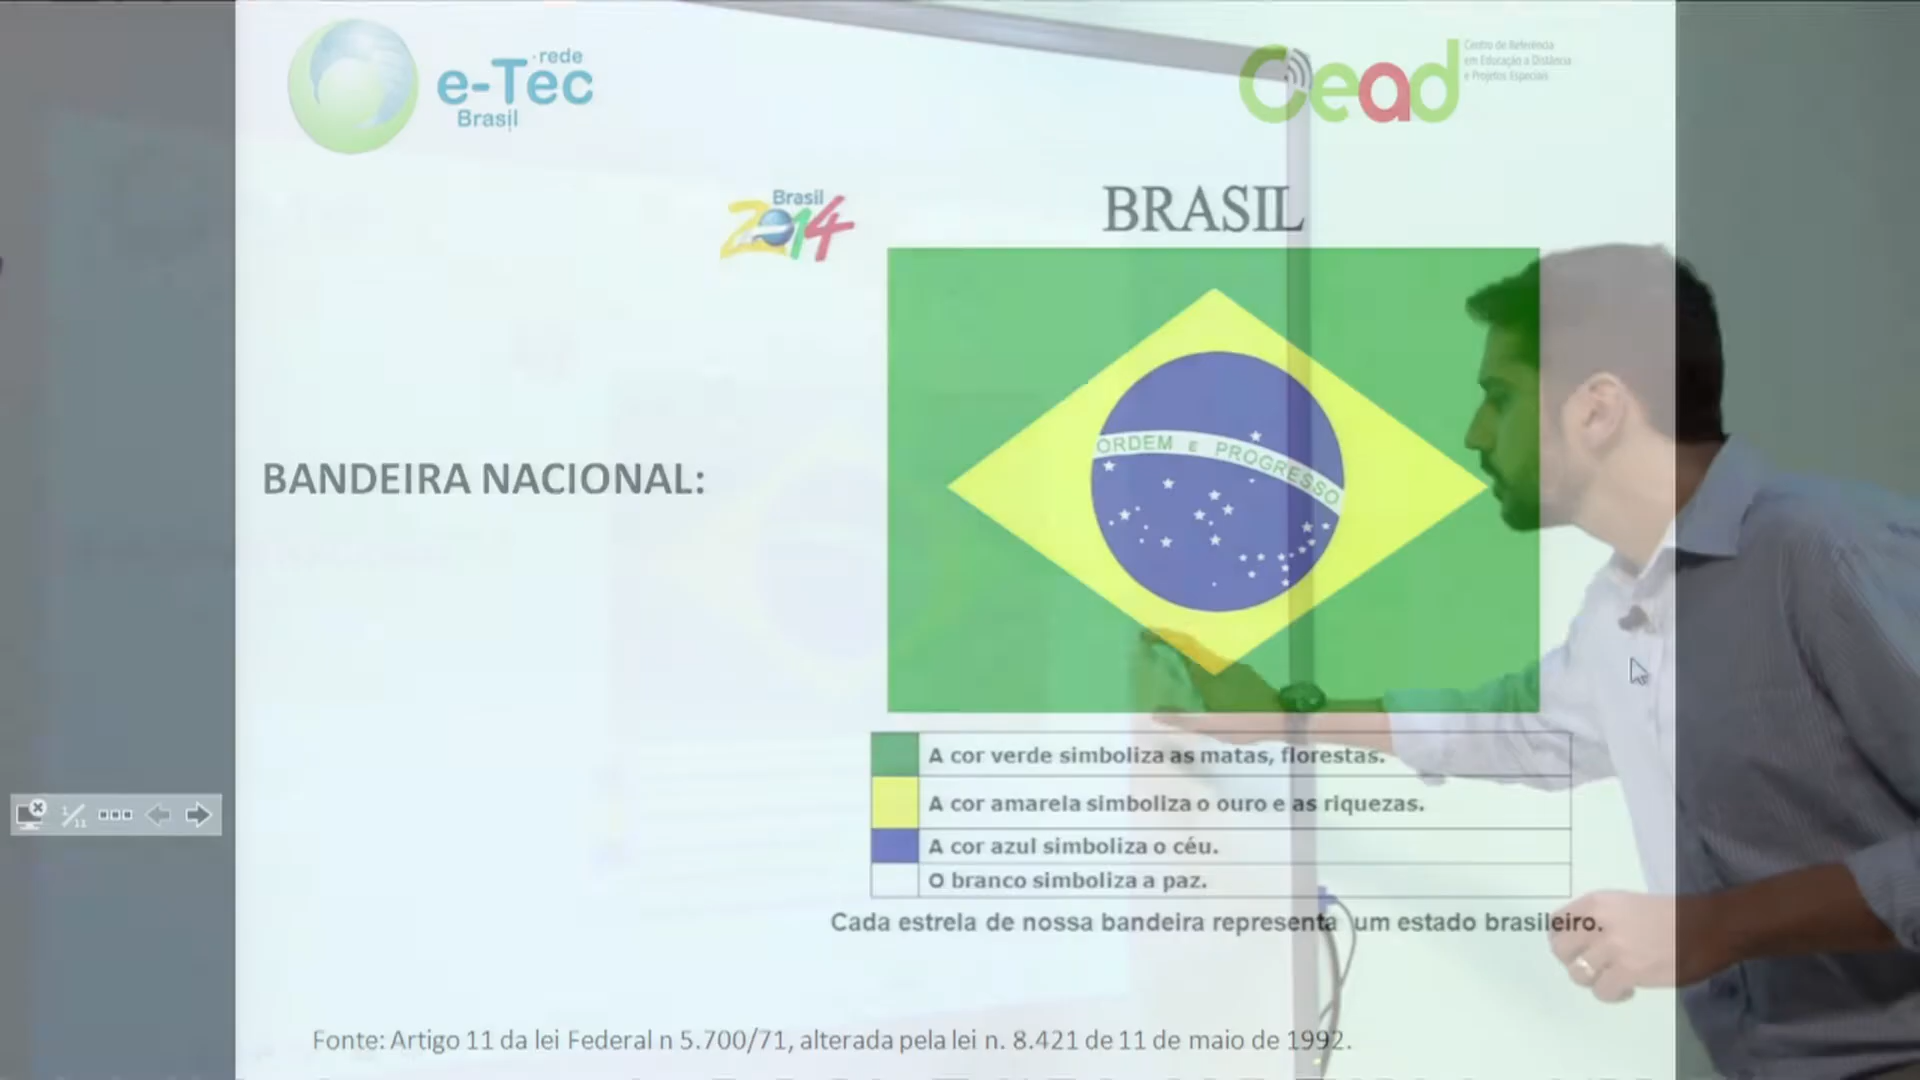 rede
e-Tec
Brasil
Cead
Centro de Referência
em Educação a Distância
e Projetos Especiais
Brasil
2014
BRASIL
ORDEM E PROGRESSO
BANDEIRA NACIONAL:
A cor verde simboliza as matas, florestas.
A cor amarela simboliza o ouro e as riquezas.
1/11
A cor azul simboliza o céu.
O branco simboliza a paz.
Cada estrela de nossa bandeira representa um estado brasileiro.
Fonte: Artigo 11 da lei Federal n 5.700/71, alterada pela lei n. 8.421 de 11 de maio de 1992.